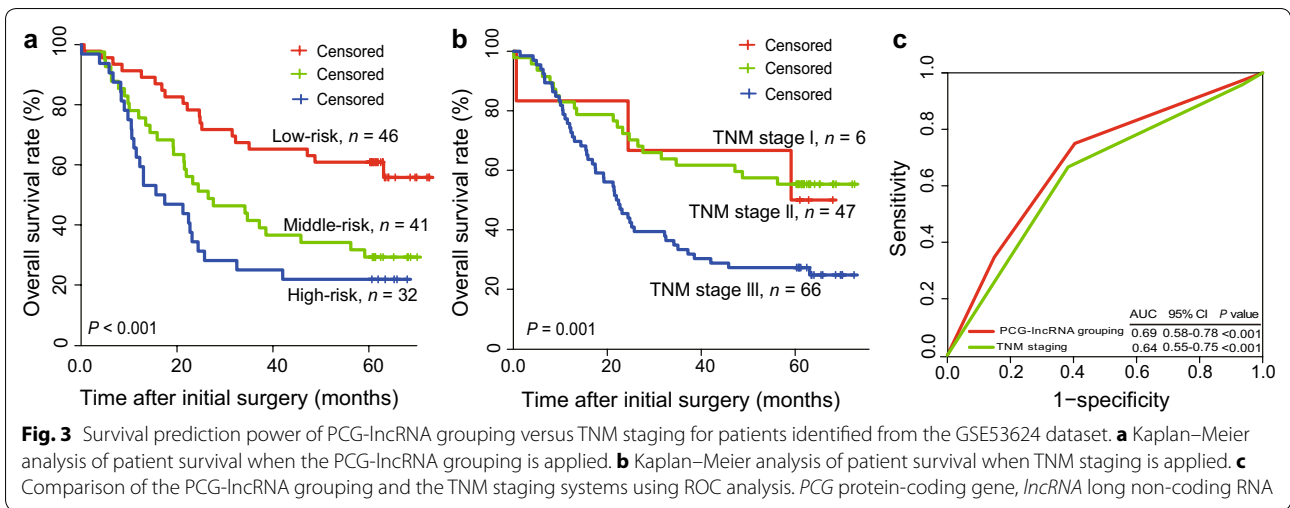 a
Overall survival rate (%)
100
80
60
40
20
0.0
Censored
Censored
Censored
Low-risk, n = 46
Middle-risk, n = 41
High-risk, n = 32
P < 0.001
0.0 20 40 60
Time after initial surgery (months)
b
Overall survival rate (%)
100
80
60
40
20
0.0
Censored
Censored
Censored
TNM stage I, n = 6
TNM stage II, n = 47
TNM stage III, n = 66
P = 0.001
0.0 20 40 60
Time after initial surgery (months)
c
Sensitivity
1.0
0.8
0.6
0.4
0.2
0.0
AUC 95% CI P value
PCG-lncRNA grouping 0.69 0.58-0.78 <0.001
TNM staging 0.64 0.55-0.75 <0.001
0.0 0.2 0.4 0.6 0.8 1.0
1−specificity
Fig. 3 Survival prediction power of PCG-lncRNA grouping versus TNM staging for patients identified from the GSE53624 dataset. a Kaplan–Meier
analysis of patient survival when the PCG-lncRNA grouping is applied. b Kaplan–Meier analysis of patient survival when TNM staging is applied. c
Comparison of the PCG-lncRNA grouping and the TNM staging systems using ROC analysis. PCG protein-coding gene, lncRNA long non-coding RNA